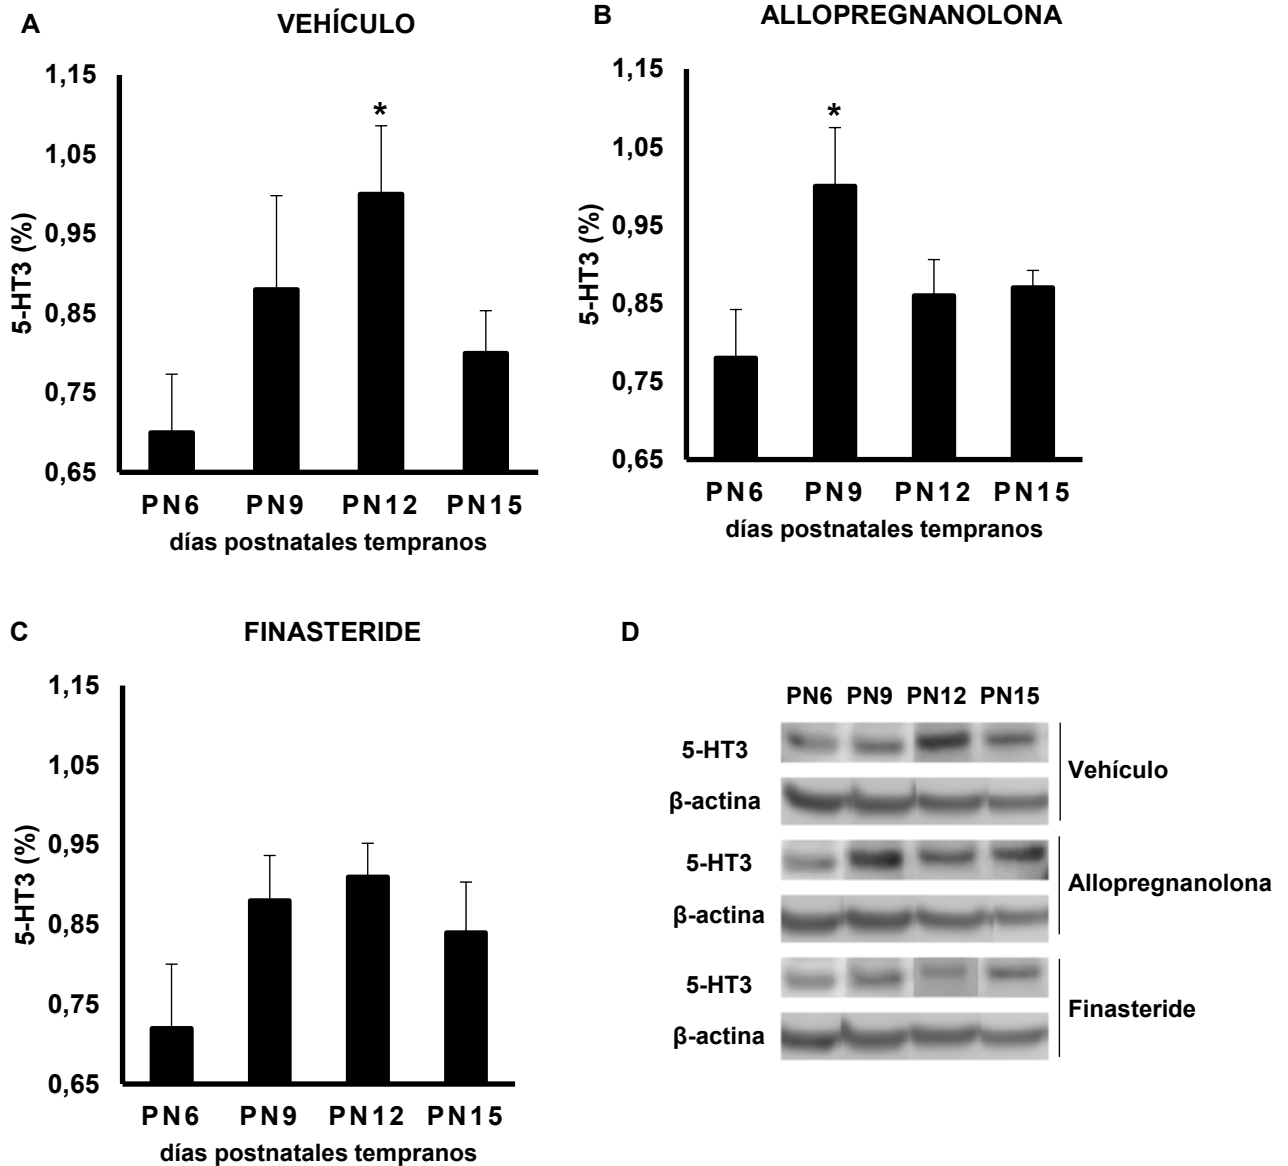 A
VEHÍCULO
1,15
1,05
0,95
0,85
0,75
0,65
5-HT3 (%)
*
PN6 PN9 PN12 PN15
días postnatales tempranos
B
ALLOPREGNANOLONA
1,15
1,05
0,95
0,85
0,75
0,65
5-HT3 (%)
*
PN6 PN9 PN12 PN15
días postnatales tempranos
C
FINASTERIDE
1,15
1,05
0,95
0,85
0,75
0,65
5-HT3 (%)
PN6 PN9 PN12 PN15
días postnatales tempranos
D
PN6 PN9 PN12 PN15
5-HT3
β-actina
Vehículo
5-HT3
β-actina
Allopregnanolona
5-HT3
β-actina
Finasteride